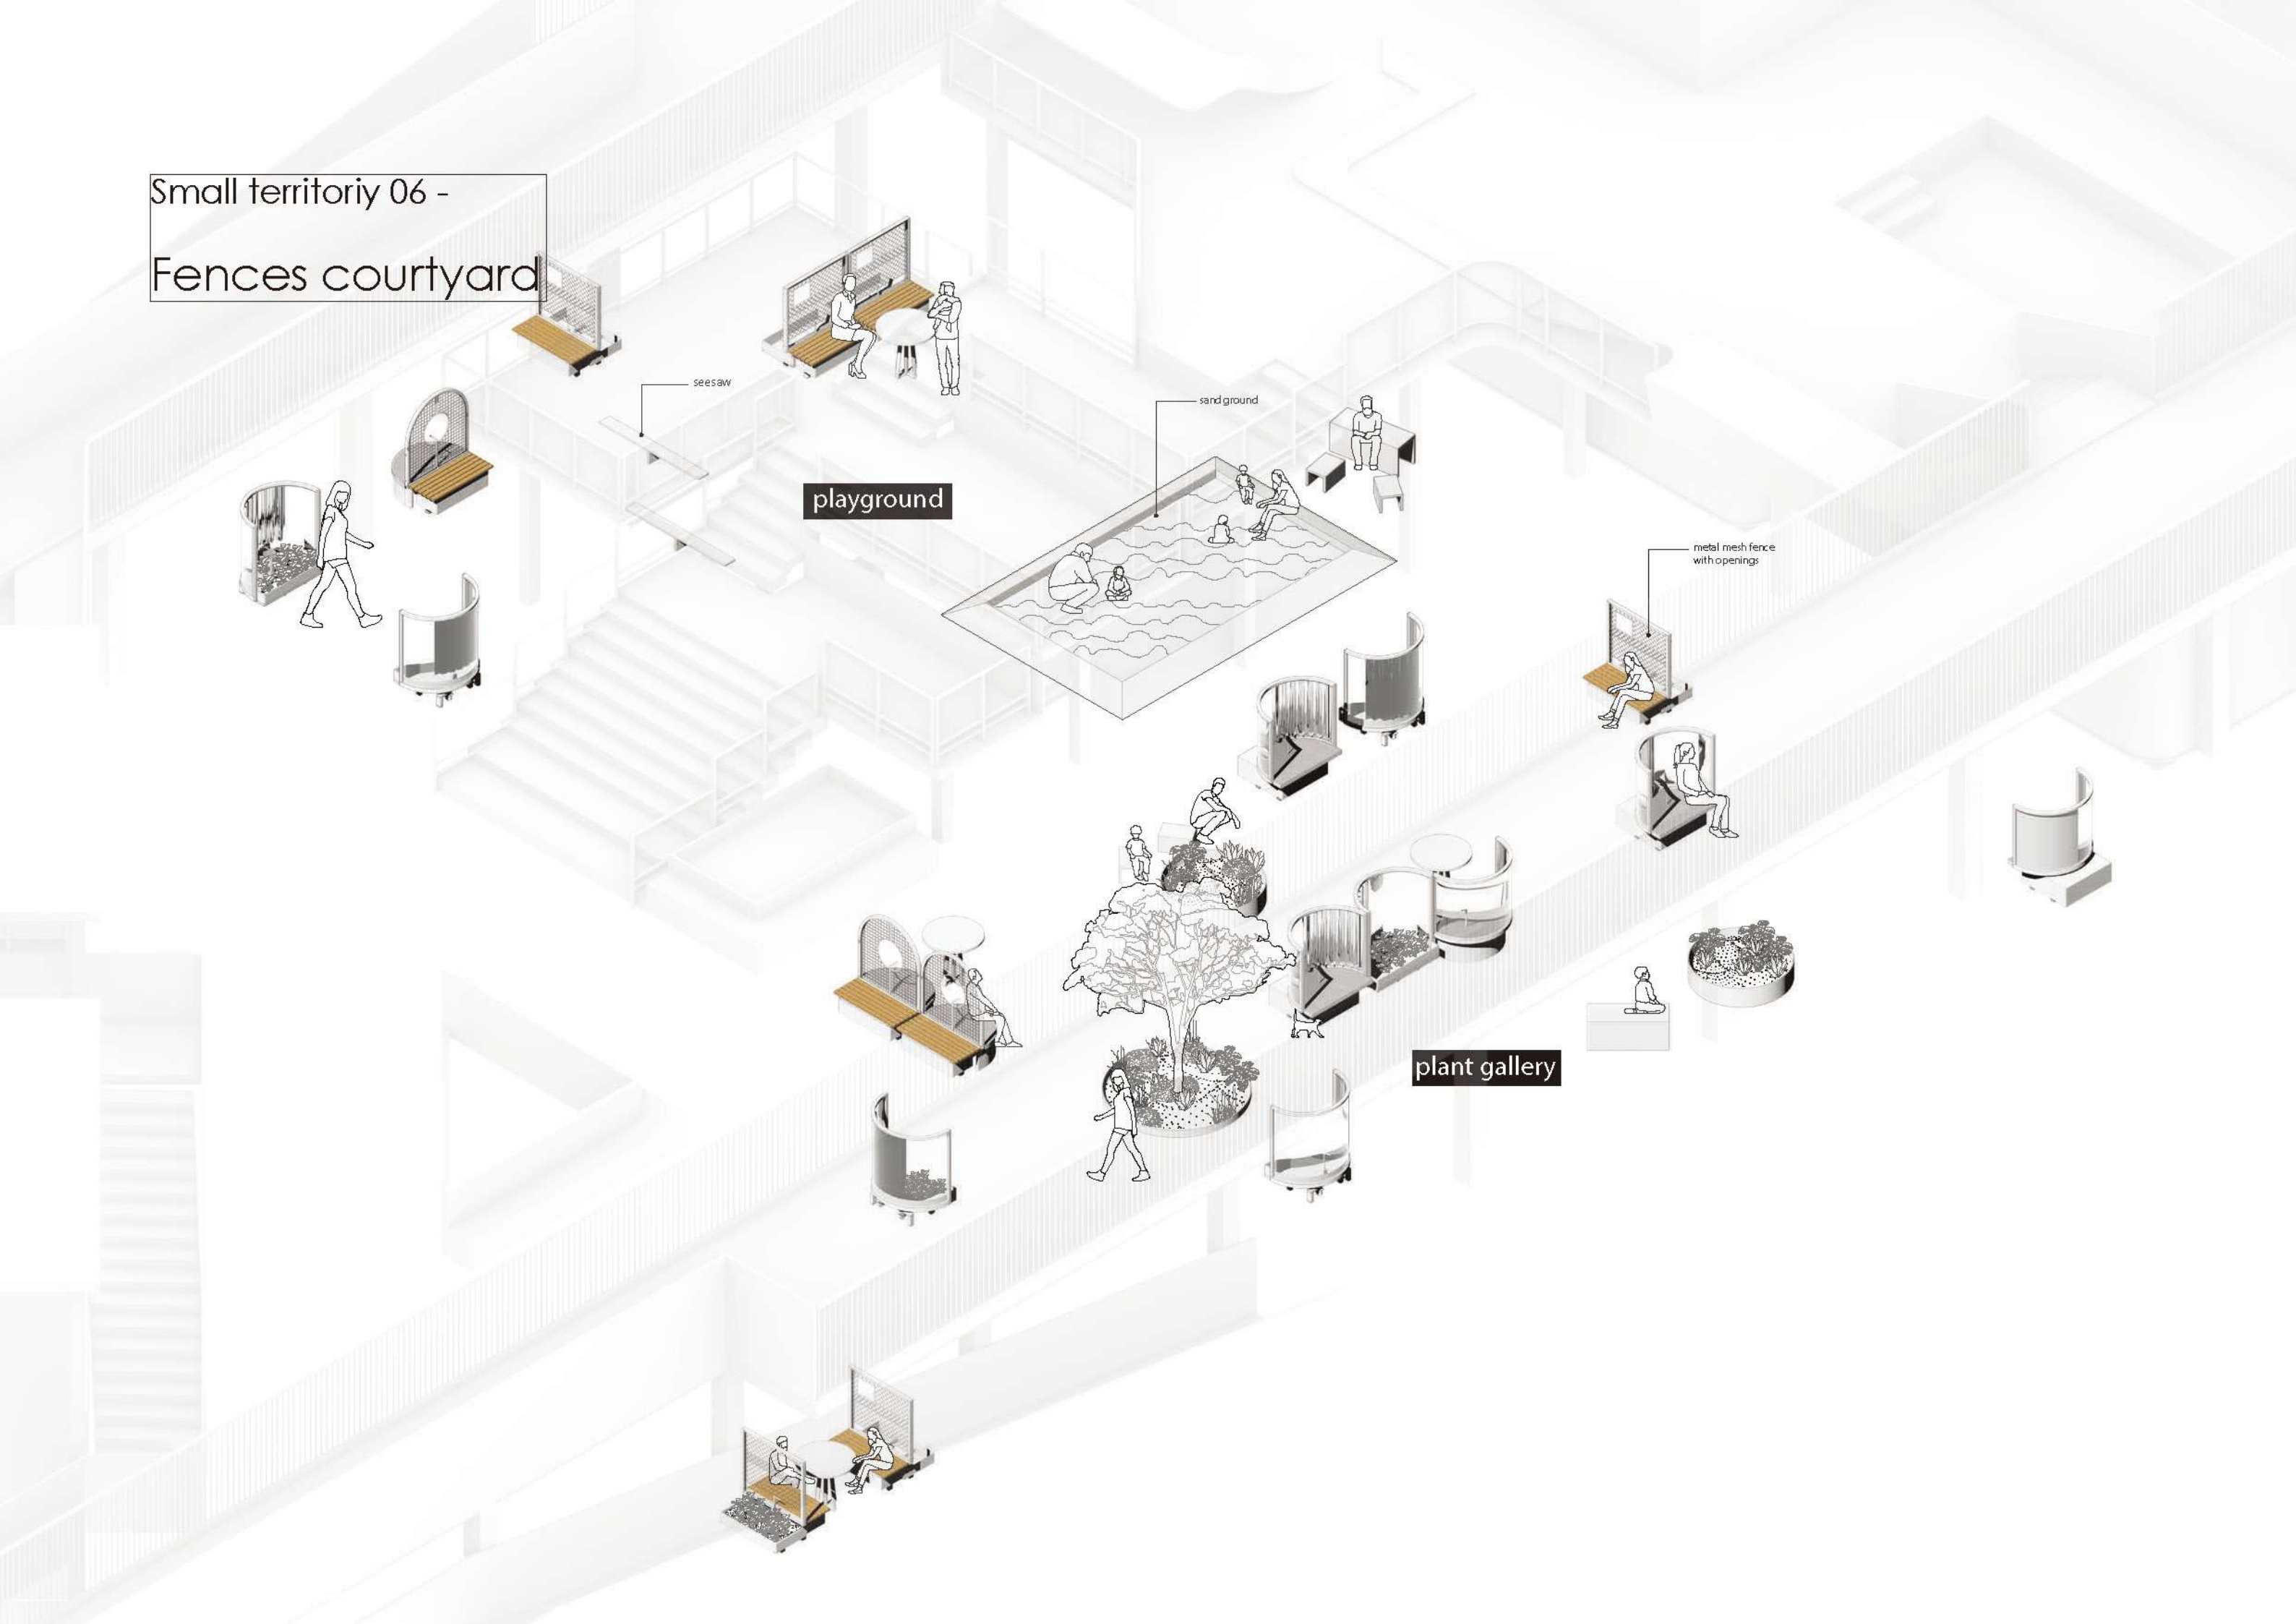 Small territoriy 06 -
Fences courtyard
seesaw
sand ground
playground
metal mesh fence
with openings
plant gallery